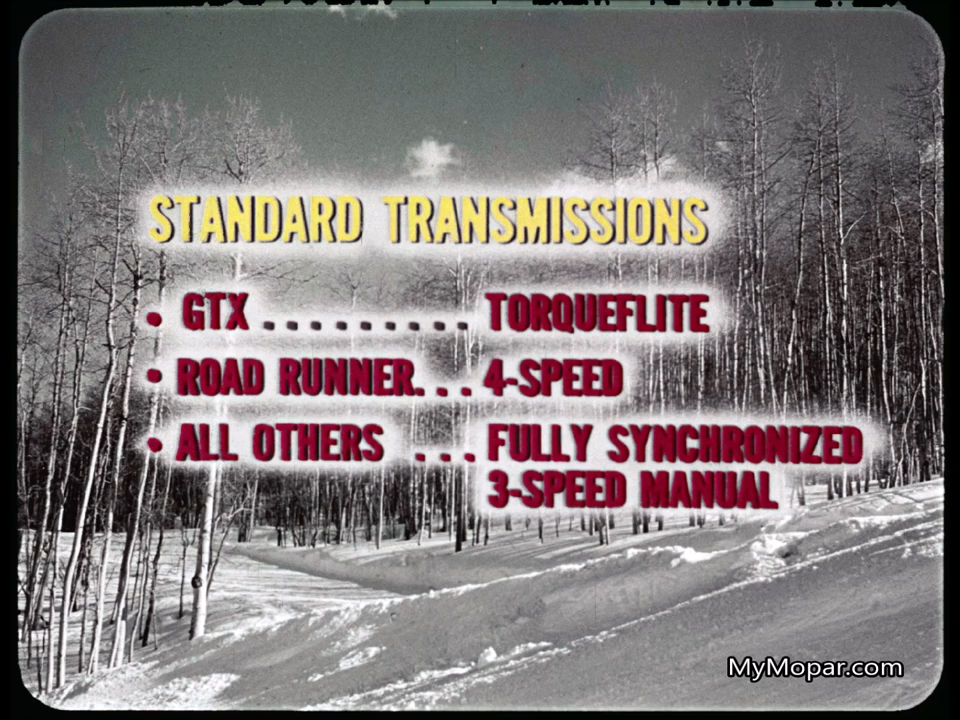 STANDARD TRANSMISSIONS
• GTX ......... TORQUEFLITE
• ROAD RUNNER... 4-SPEED
• ALL OTHERS ... FULLY SYNCHRONIZED
3-SPEED MANUAL
MyMopar.com